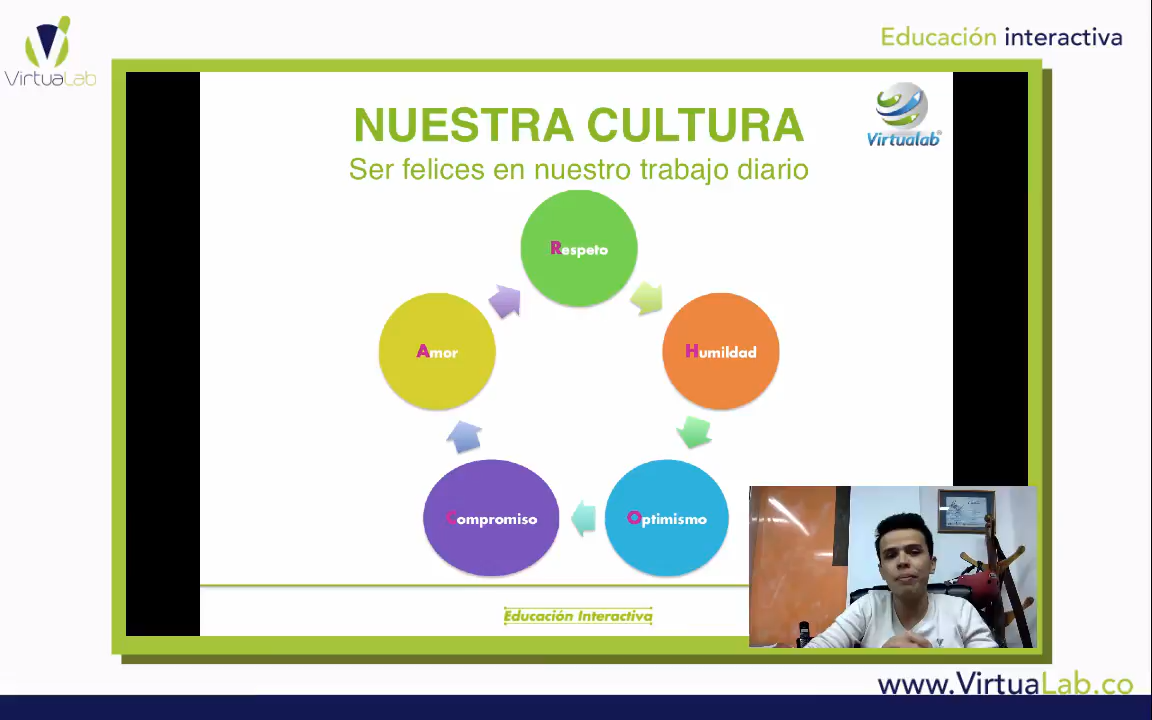 VirtuaLab
Educación interactiva
NUESTRA CULTURA
Ser felices en nuestro trabajo diario
Virtualab®
Respeto
Amor
Humildad
Compromiso
Optimismo
Educación Interactiva
www.VirtuaLab.co